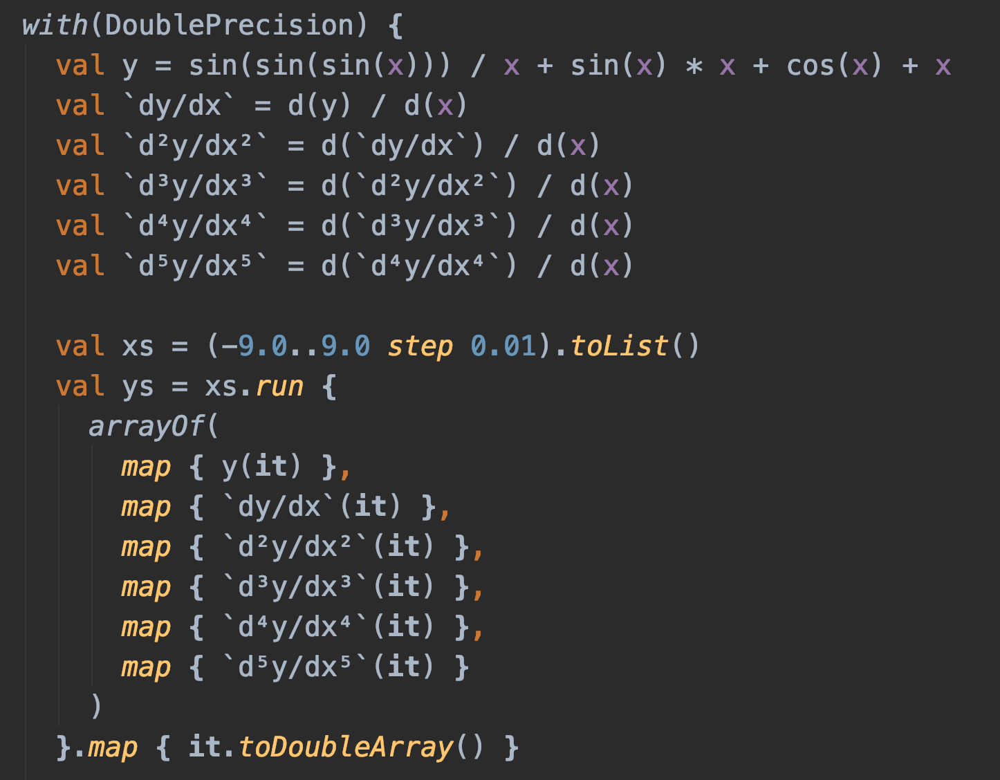 with(DoublePrecision) {
  val y = sin(sin(sin(x))) / x + sin(x) * x + cos(x) + x
  val `dy/dx` = d(y) / d(x)
  val `d²y/dx²` = d(`dy/dx`) / d(x)
  val `d³y/dx³` = d(`d²y/dx²`) / d(x)
  val `d⁴y/dx⁴` = d(`d³y/dx³`) / d(x)
  val `d⁵y/dx⁵` = d(`d⁴y/dx⁴`) / d(x)

  val xs = (-9.0..9.0 step 0.01).toList()
  val ys = xs.run {
    arrayOf(
      map { y(it) },
      map { `dy/dx`(it) },
      map { `d²y/dx²`(it) },
      map { `d³y/dx³`(it) },
      map { `d⁴y/dx⁴`(it) },
      map { `d⁵y/dx⁵`(it) }
    )
  }.map { it.toDoubleArray() }